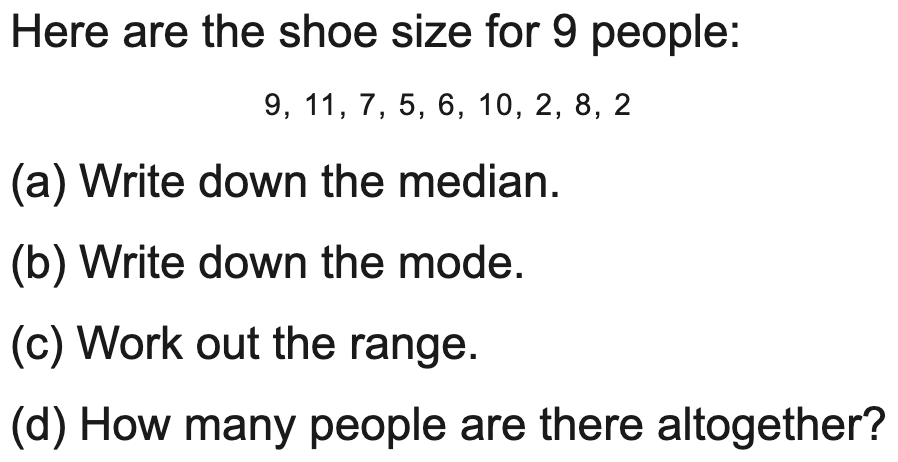 Here are the shoe size for 9 people:
9, 11, 7, 5, 6, 10, 2, 8, 2
(a) Write down the median.
(b) Write down the mode.
(c) Work out the range.
(d) How many people are there altogether?